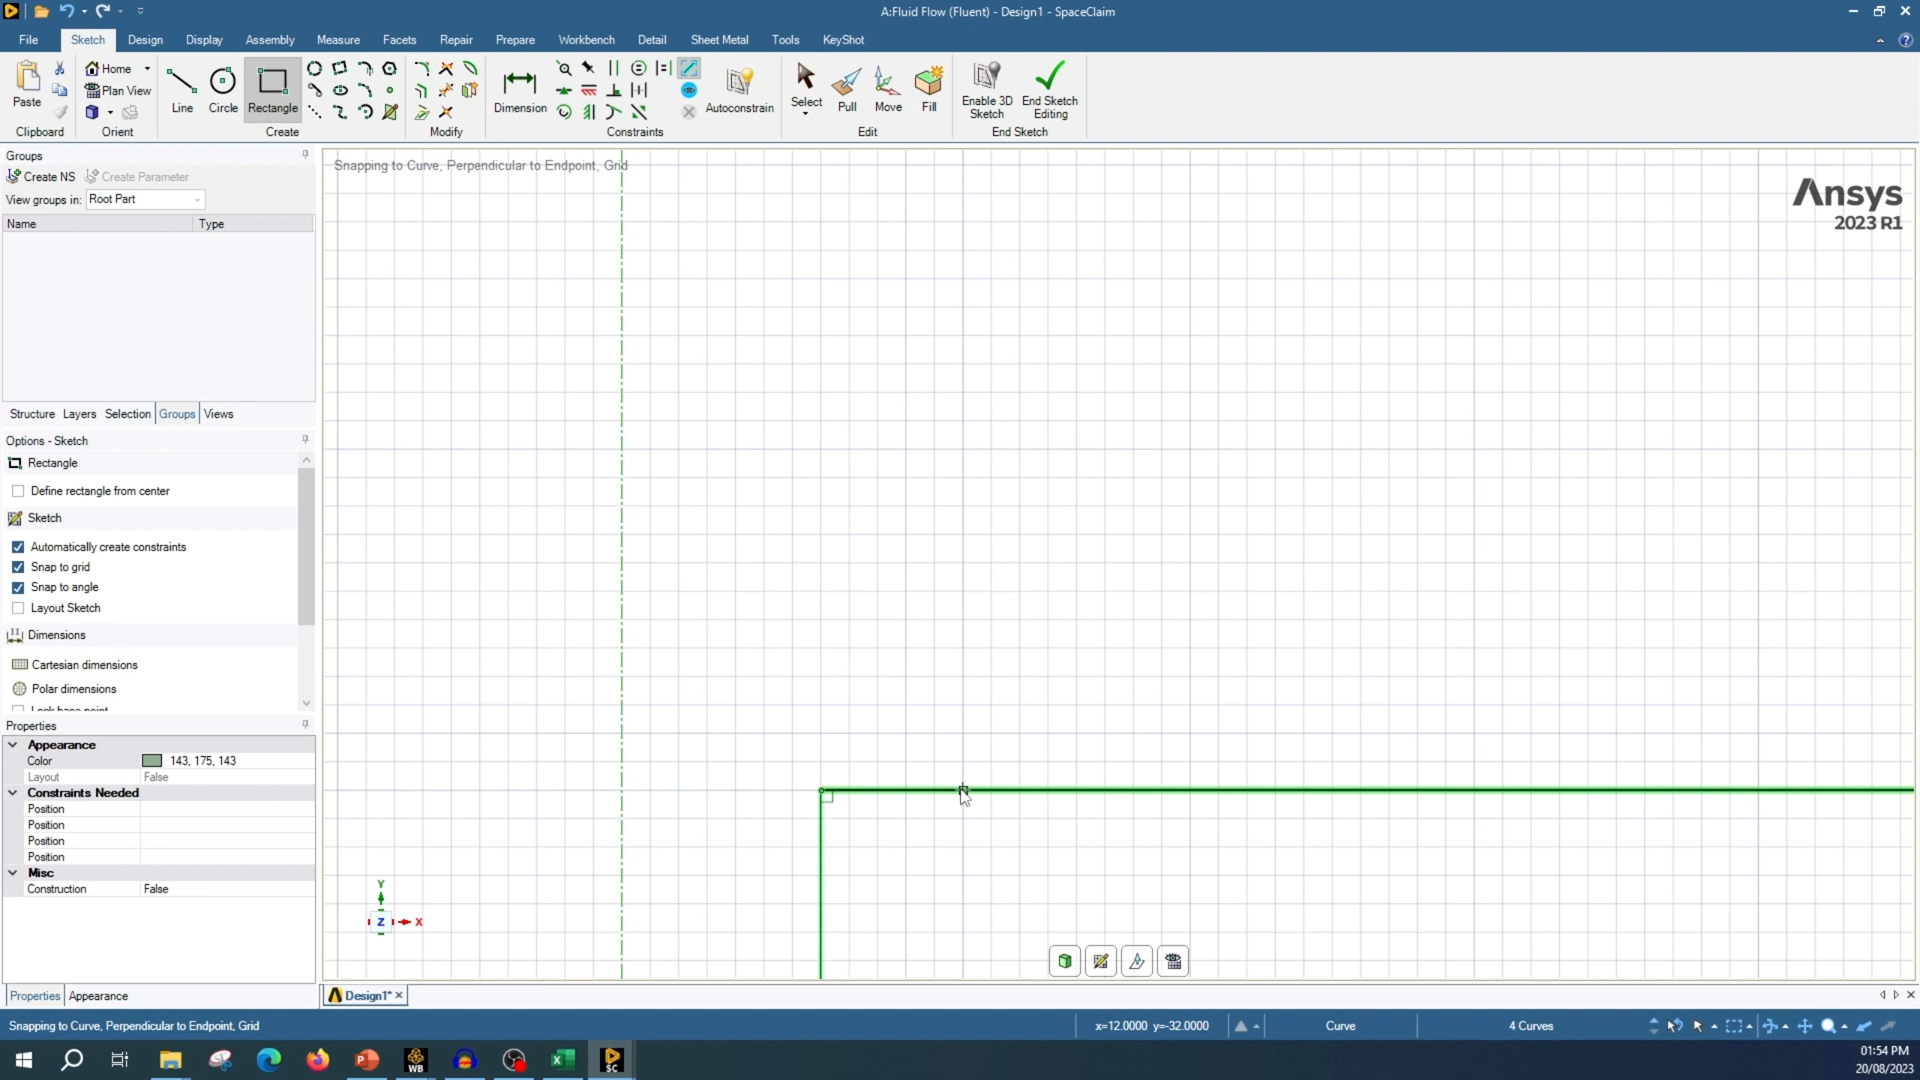 A:Fluid Flow (Fluent) - Design1 - SpaceClaim
File Sketch Design Display Assembly Measure Facets Repair Prepare Workbench Detail Sheet Metal Tools KeyShot
Paste
Clipboard
Home
Plan View
Orient
Line Circle Rectangle
Create
Modify
Dimension
Autoconstrain
Constraints
Select Pull Move Fill
Edit
Enable 3D Sketch
End Sketch Editing
End Sketch
Groups
Create NS Create Parameter
View groups in: Root Part
Name Type
Structure Layers Selection Groups Views
Options - Sketch
Rectangle
Define rectangle from center
Sketch
Automatically create constraints
Snap to grid
Snap to angle
Layout Sketch
Dimensions
Cartesian dimensions
Polar dimensions
Lock base point
Properties
Appearance
Color 143, 175, 143
Layout False
Constraints Needed
Position
Position
Position
Position
Misc
Construction False
Properties Appearance
Snapping to Curve, Perpendicular to Endpoint, Grid
Ansys
2023 R1
Y
Z X
Design1*
Snapping to Curve, Perpendicular to Endpoint, Grid
x=12.0000 y=-32.0000 Curve 4 Curves
P WB X SC
01:54 PM
20/08/2023